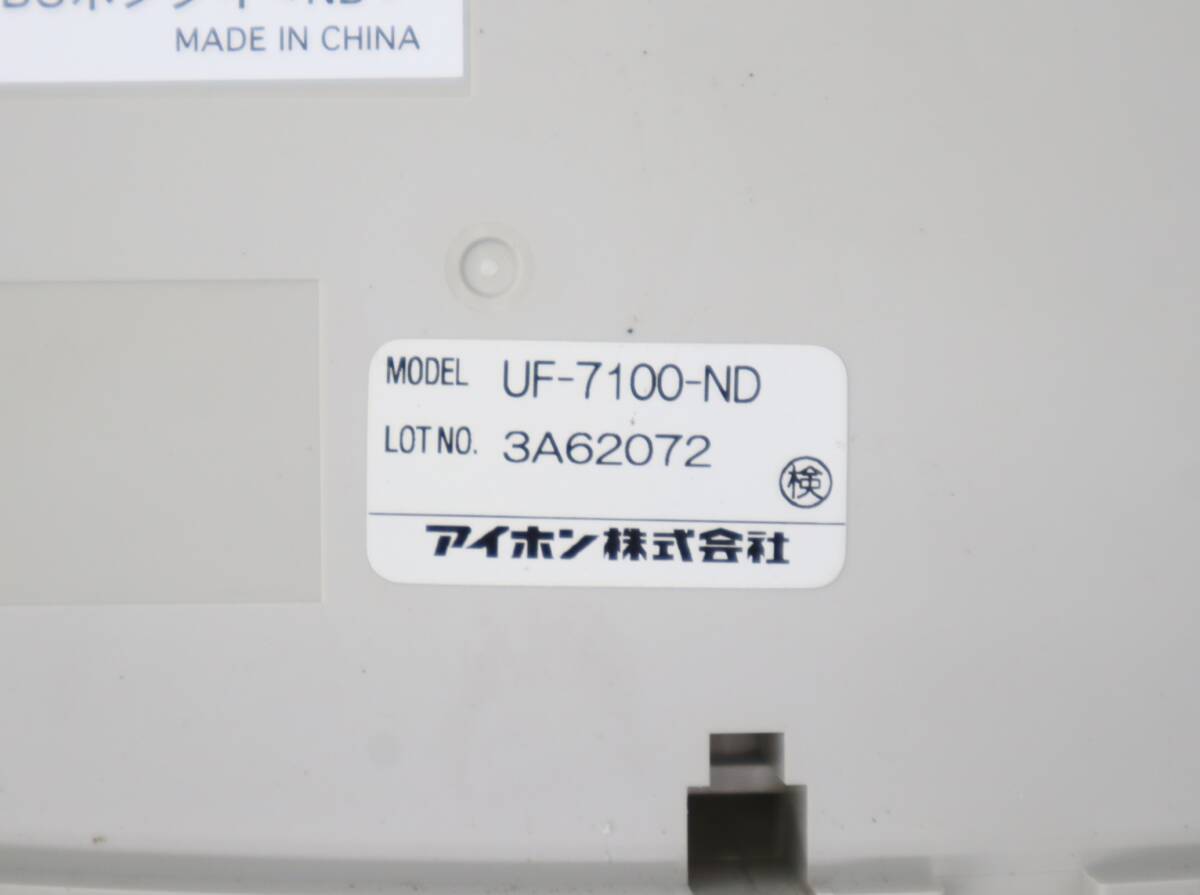 MADE IN CHINA
MODEL UF-7100-ND
LOT NO. 3A62072
検
アイホン株式会社